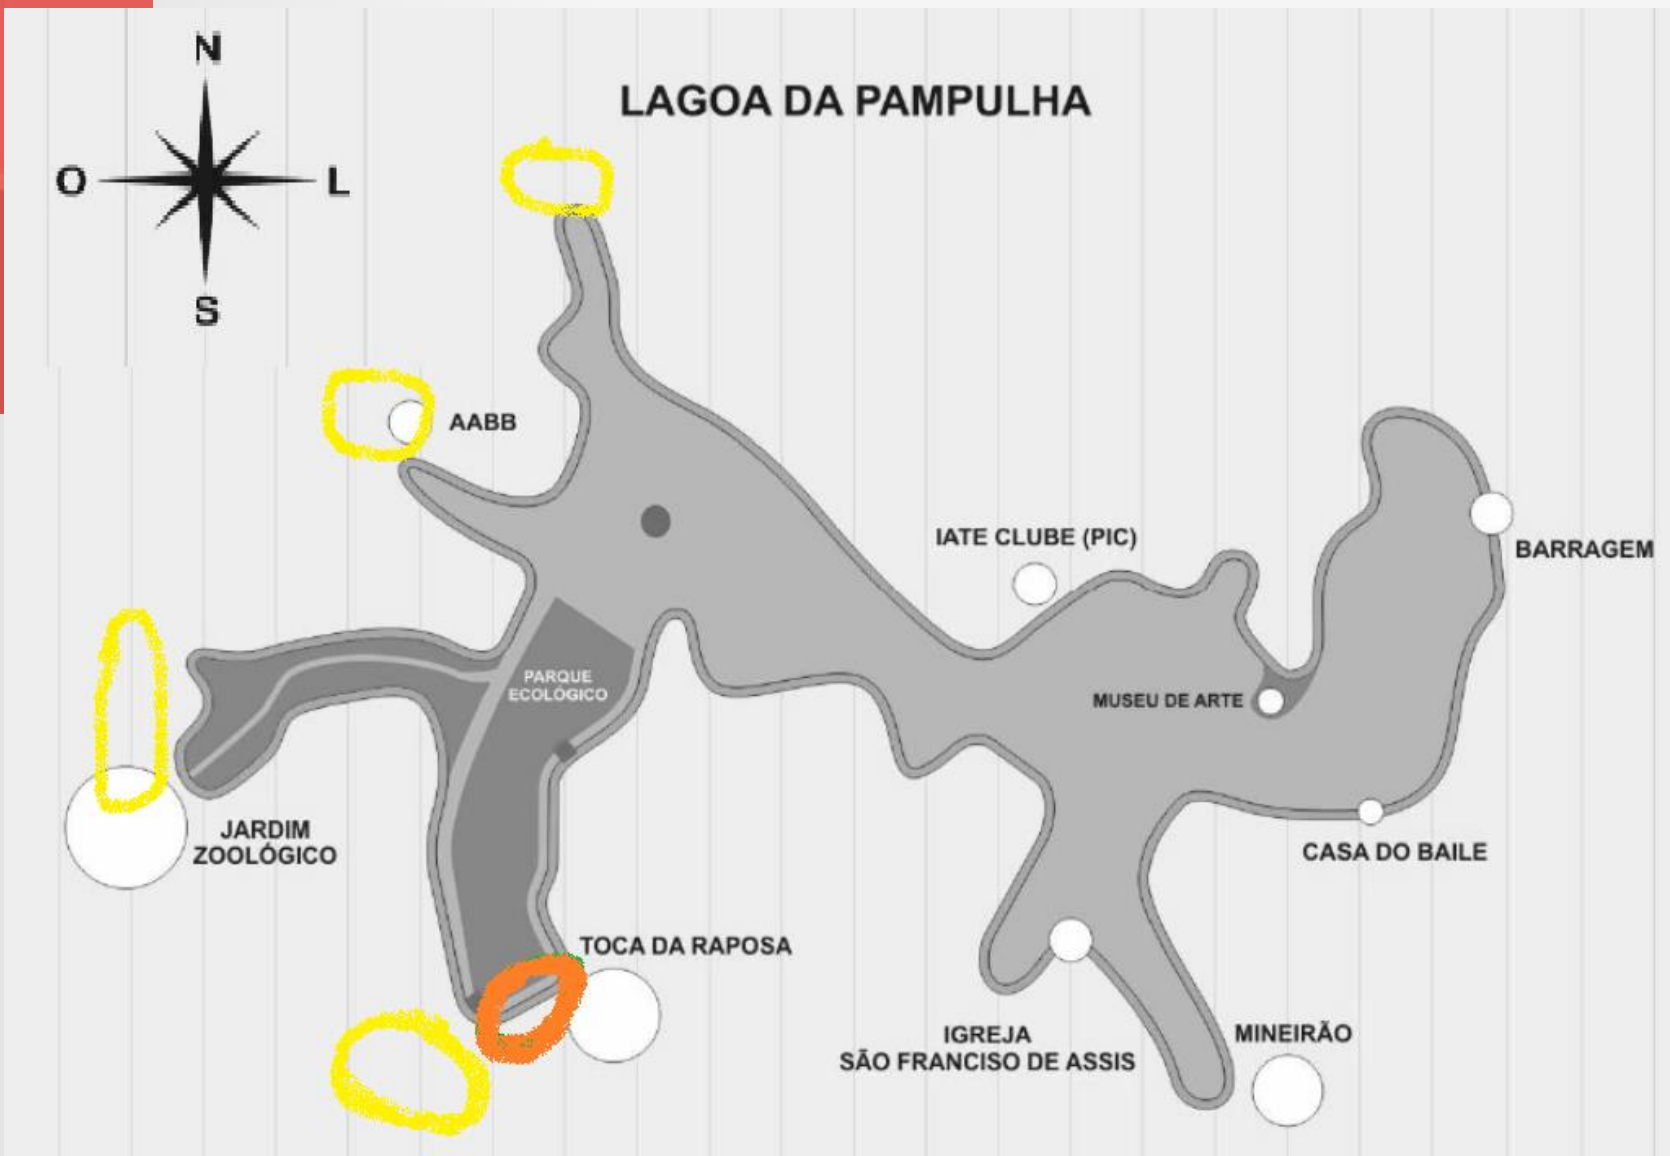 N
LAGOA DA PAMPULHA
O
L
S
AABB
IATE CLUBE (PIC)
BARRAGEM
PARQUE
ECOLÓGICO
MUSEU DE ARTE
JARDIM
ZOOLÓGICO
CASA DO BAILE
TOCA DA RAPOSA
IGREJA
SÃO FRANCISO DE ASSIS
MINEIRÃO